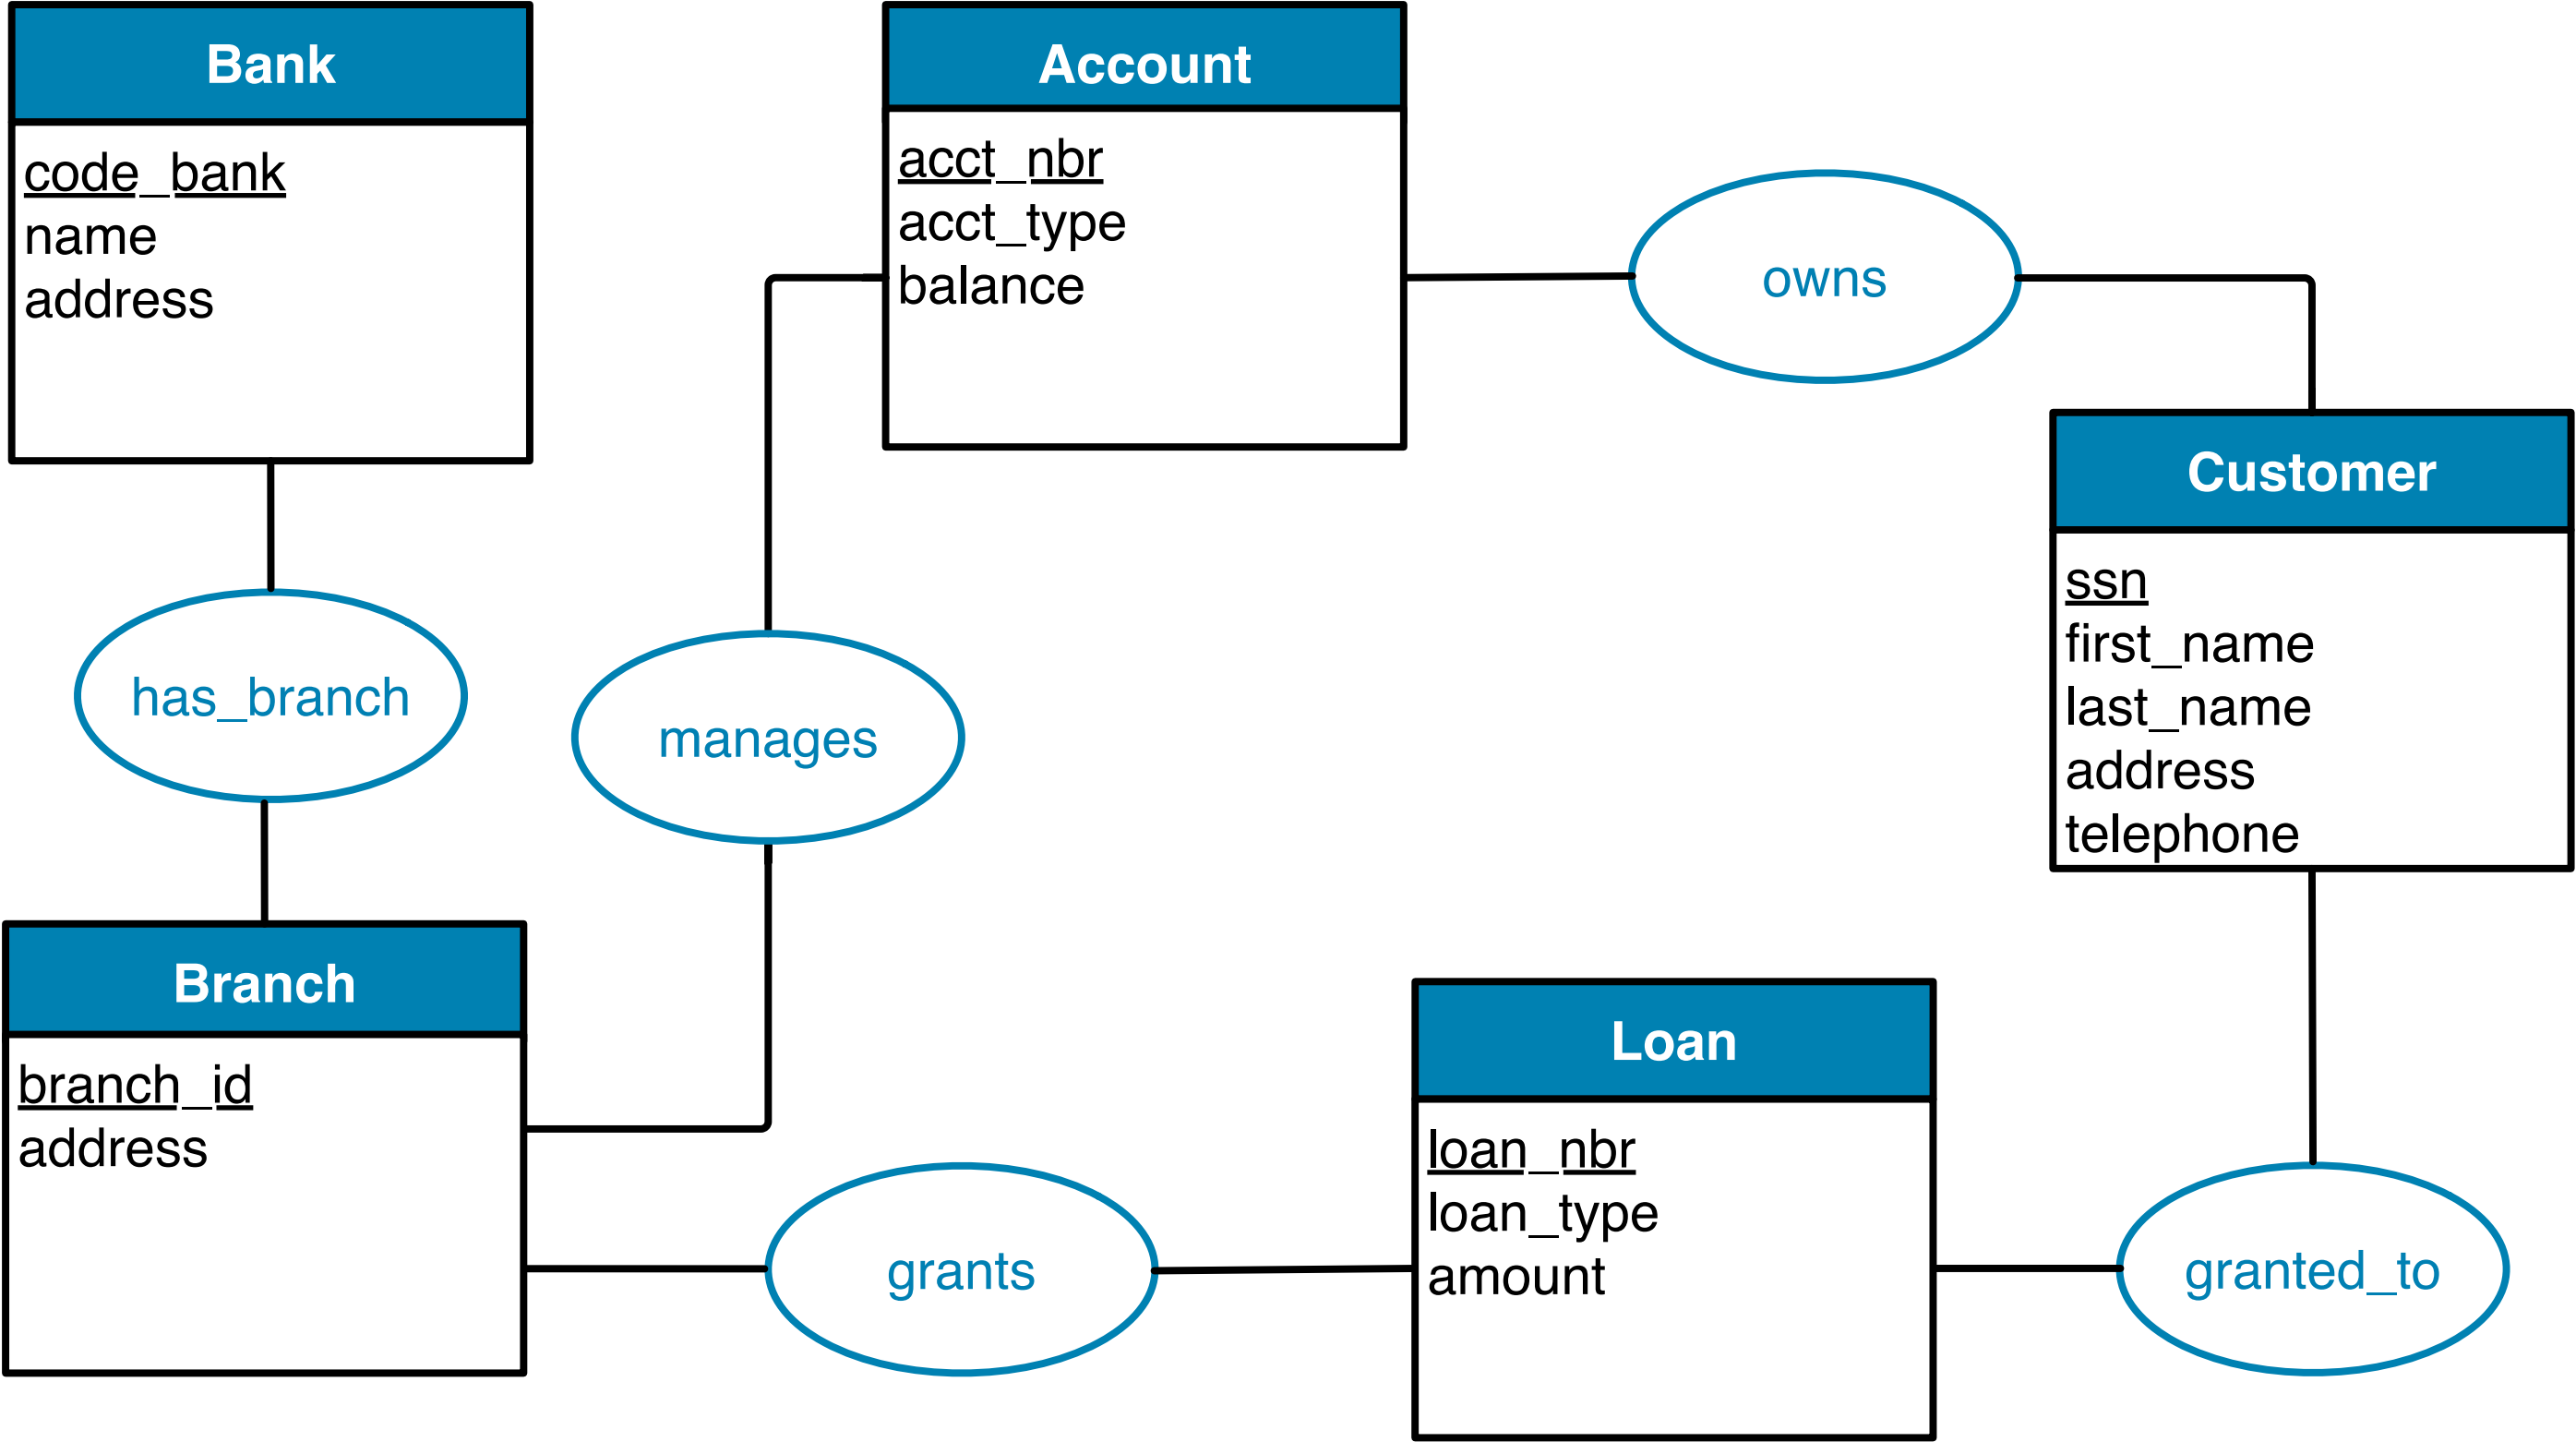 Bank
code_bank
name
address
Account
acct_nbr
acct_type
balance
owns
Customer
ssn
first_name
last_name
address
telephone
has_branch
manages
Branch
branch_id
address
grants
Loan
loan_nbr
loan_type
amount
granted_to